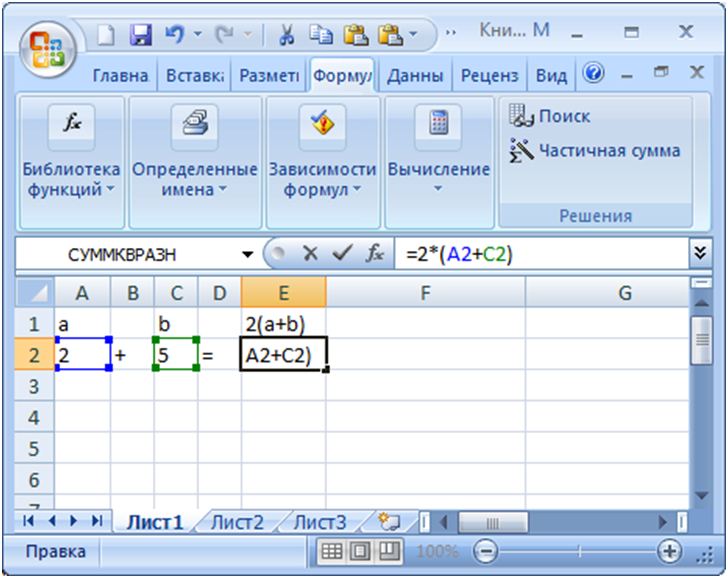 Кни... М
Главна Вставка Размет Формул Данны Реценз Вид
fx
Библиотека функций
Определенные имена
Зависимости формул
Вычисление
Поиск
Частичная сумма
Решения
СУММКВРАЗН fx =2*(A2+C2)
A B C D E F G
1 a b 2(a+b)
2 2 + 5 = A2+C2)
3
4
5
6
7
Лист1 Лист2 Лист3
Правка 100%